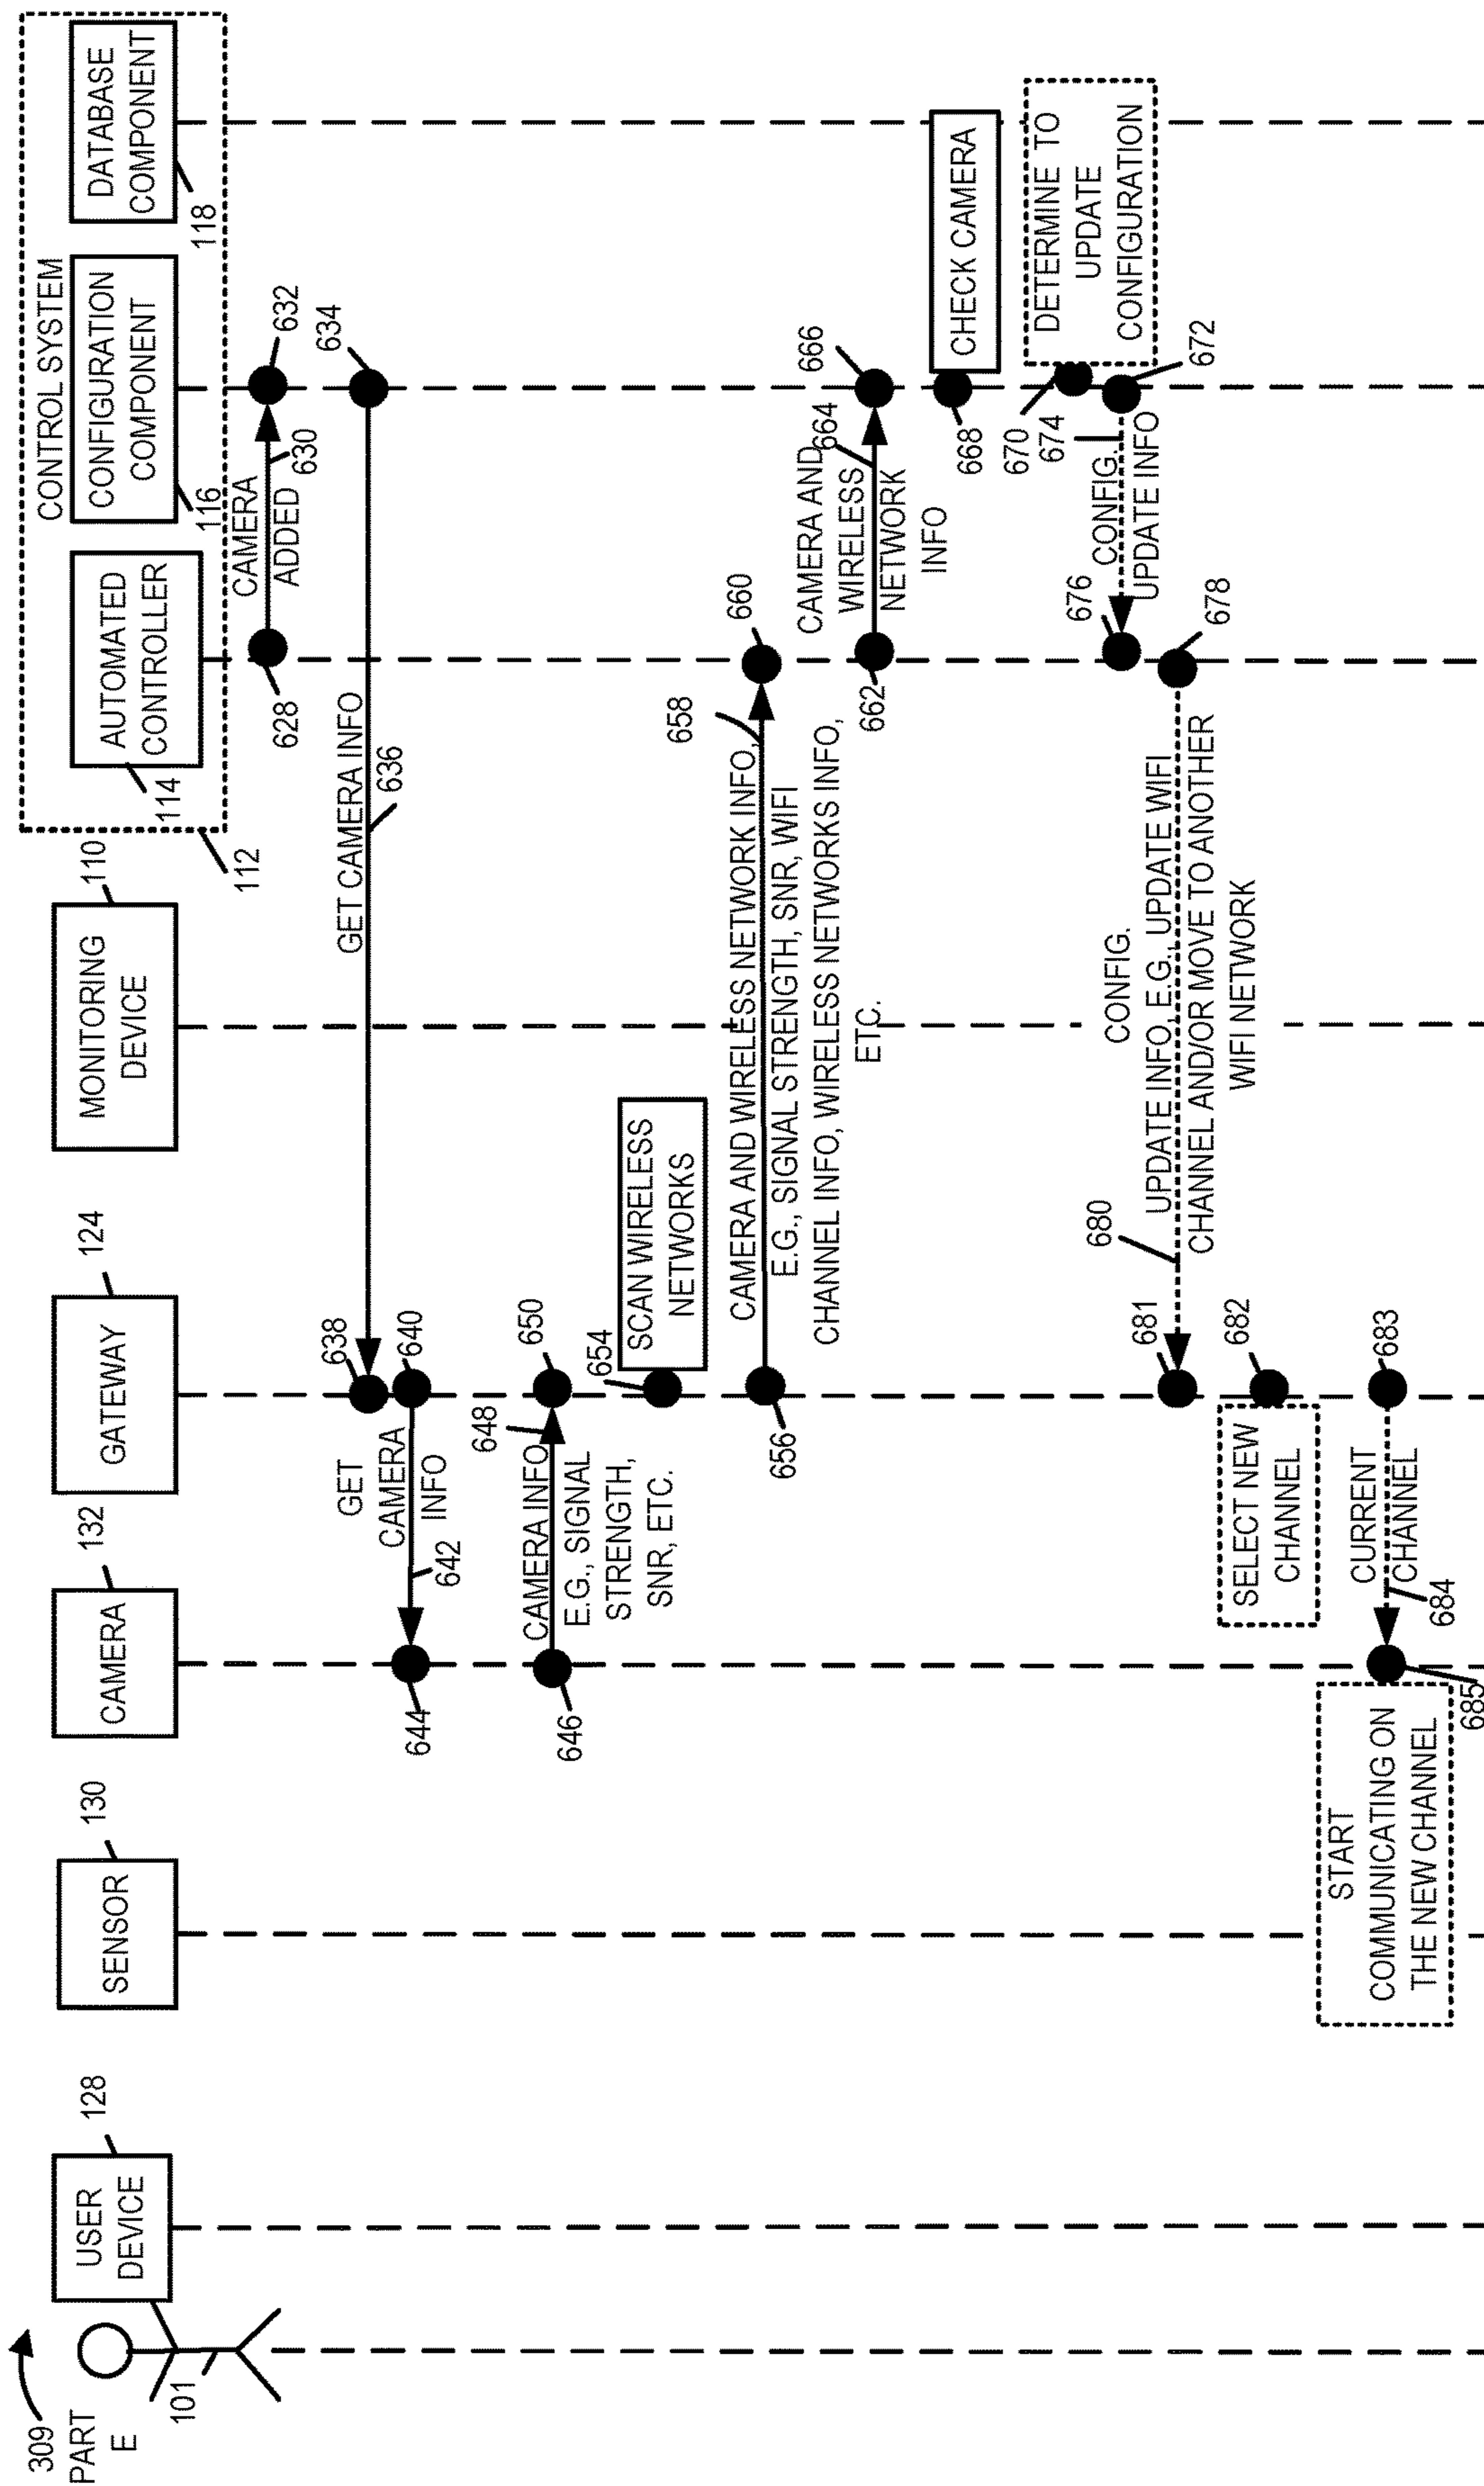 309
PART
E
101
USER
DEVICE
128
SENSOR
130
CAMERA
132
GATEWAY
124
MONITORING
DEVICE
110
112
CONTROL SYSTEM
AUTOMATED
CONTROLLER
114
CONFIGURATION
COMPONENT
116
DATABASE
COMPONENT
118
628
CAMERA
ADDED
630
632
634
GET CAMERA INFO
636
638
640
GET
CAMERA
INFO
642
644
646
CAMERA INFO
E.G., SIGNAL
STRENGTH,
SNR, ETC.
648
650
654
SCAN WIRELESS
NETWORKS
656
CAMERA AND WIRELESS NETWORK INFO,
E.G., SIGNAL STRENGTH, SNR, WIFI
CHANNEL INFO, WIRELESS NETWORKS INFO,
ETC.
658
660
662
CAMERA AND
WIRELESS
NETWORK
INFO
664
666
668
CHECK CAMERA
670
DETERMINE TO
UPDATE
CONFIGURATION
672
674
CONFIG.
UPDATE INFO
676
678
CONFIG.
UPDATE INFO, E.G., UPDATE WIFI
CHANNEL AND/OR MOVE TO ANOTHER
WIFI NETWORK
680
681
682
SELECT NEW
CHANNEL
683
CURRENT
CHANNEL
684
685
START
COMMUNICATING ON
THE NEW CHANNEL